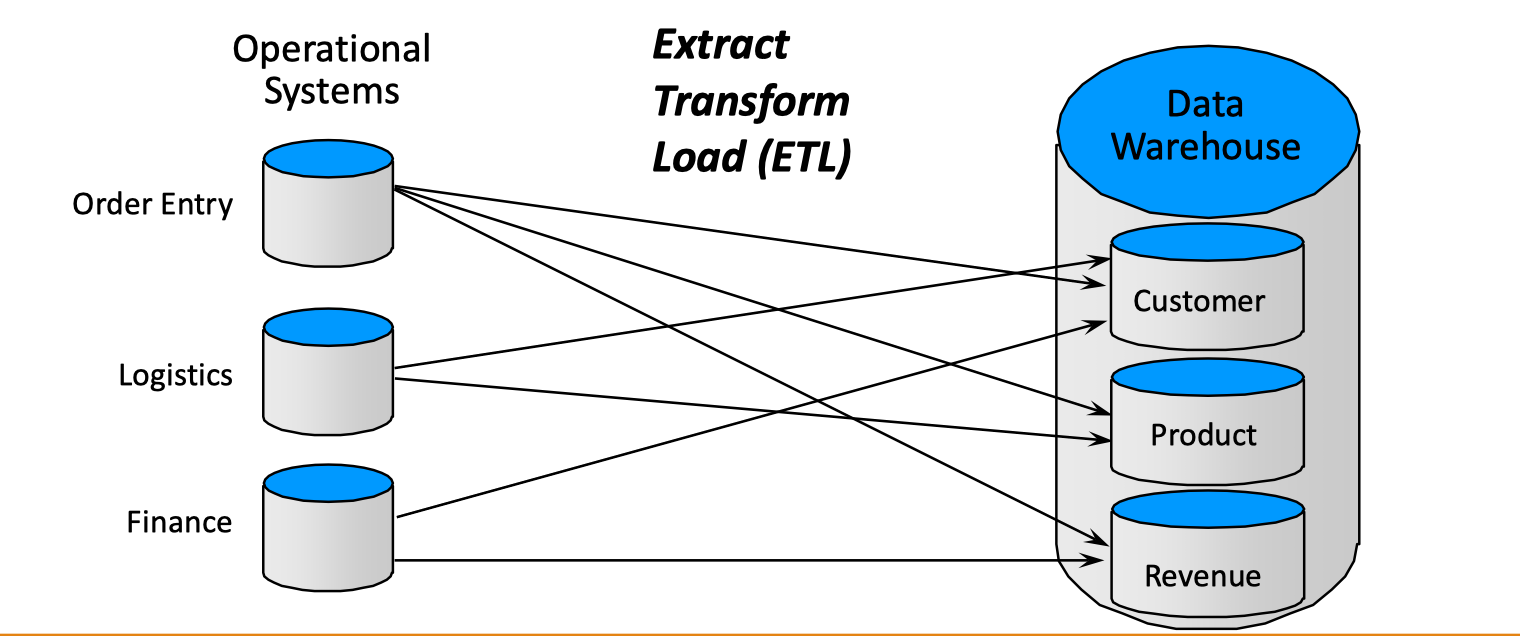 Operational
Systems
Extract
Transform
Load (ETL)
Data
Warehouse
Order Entry
Logistics
Finance
Customer
Product
Revenue